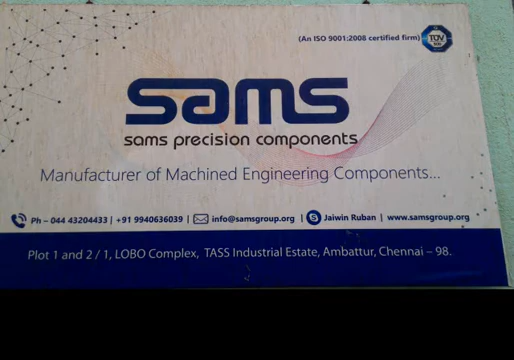 (An ISO 9001:2008 certified firm)
TÜV
sams
sams precision components
Manufacturer of Machined Engineering Components...
Ph – 044 43204433 | +91 9940636039 | info@samsgroup.org | Jaiwin Ruban | www.samsgroup.org
Plot 1 and 2 / 1, LOBO Complex, TASS Industrial Estate, Ambattur, Chennai – 98.